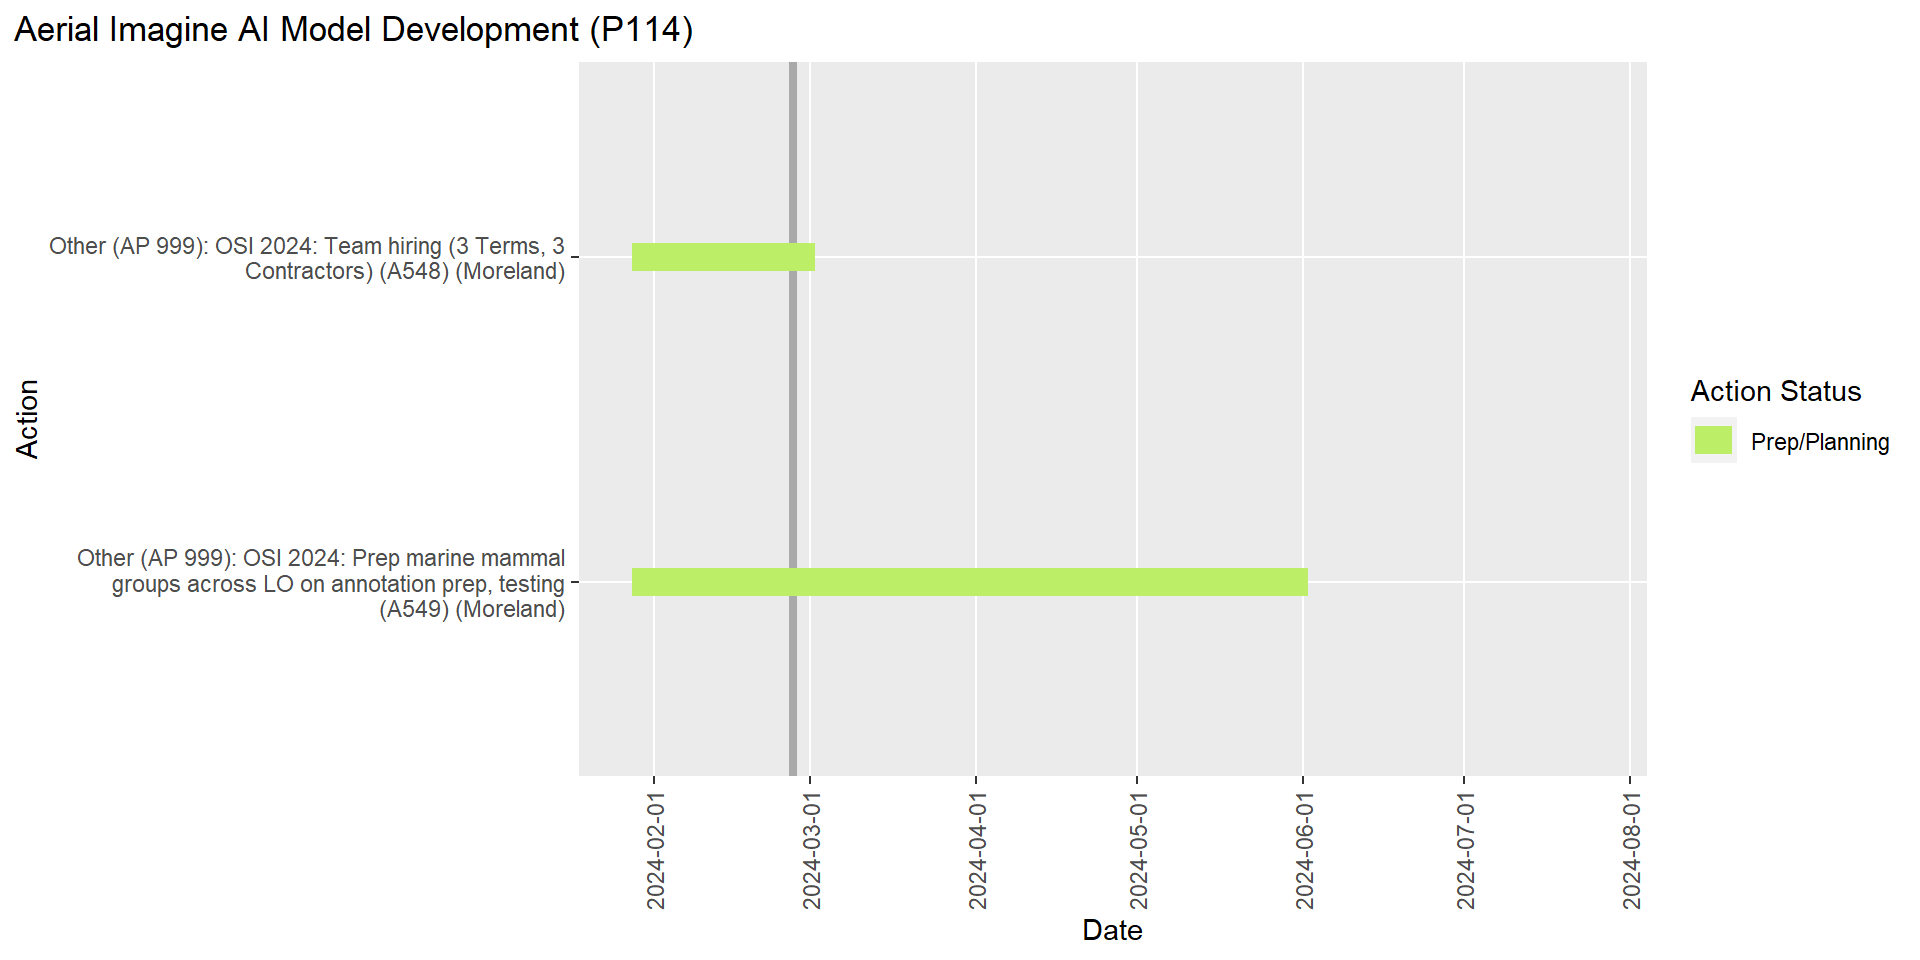 Aerial Imagine AI Model Development (P114)
Other (AP 999): OSI 2024: Team hiring (3 Terms, 3
Contractors) (A548) (Moreland)
Action
Other (AP 999): OSI 2024: Prep marine mammal
groups across LO on annotation prep, testing
(A549) (Moreland)
Action Status
Prep/Planning
2024-02-01
2024-03-01
2024-04-01
2024-05-01
2024-06-01
2024-07-01
2024-08-01
Date